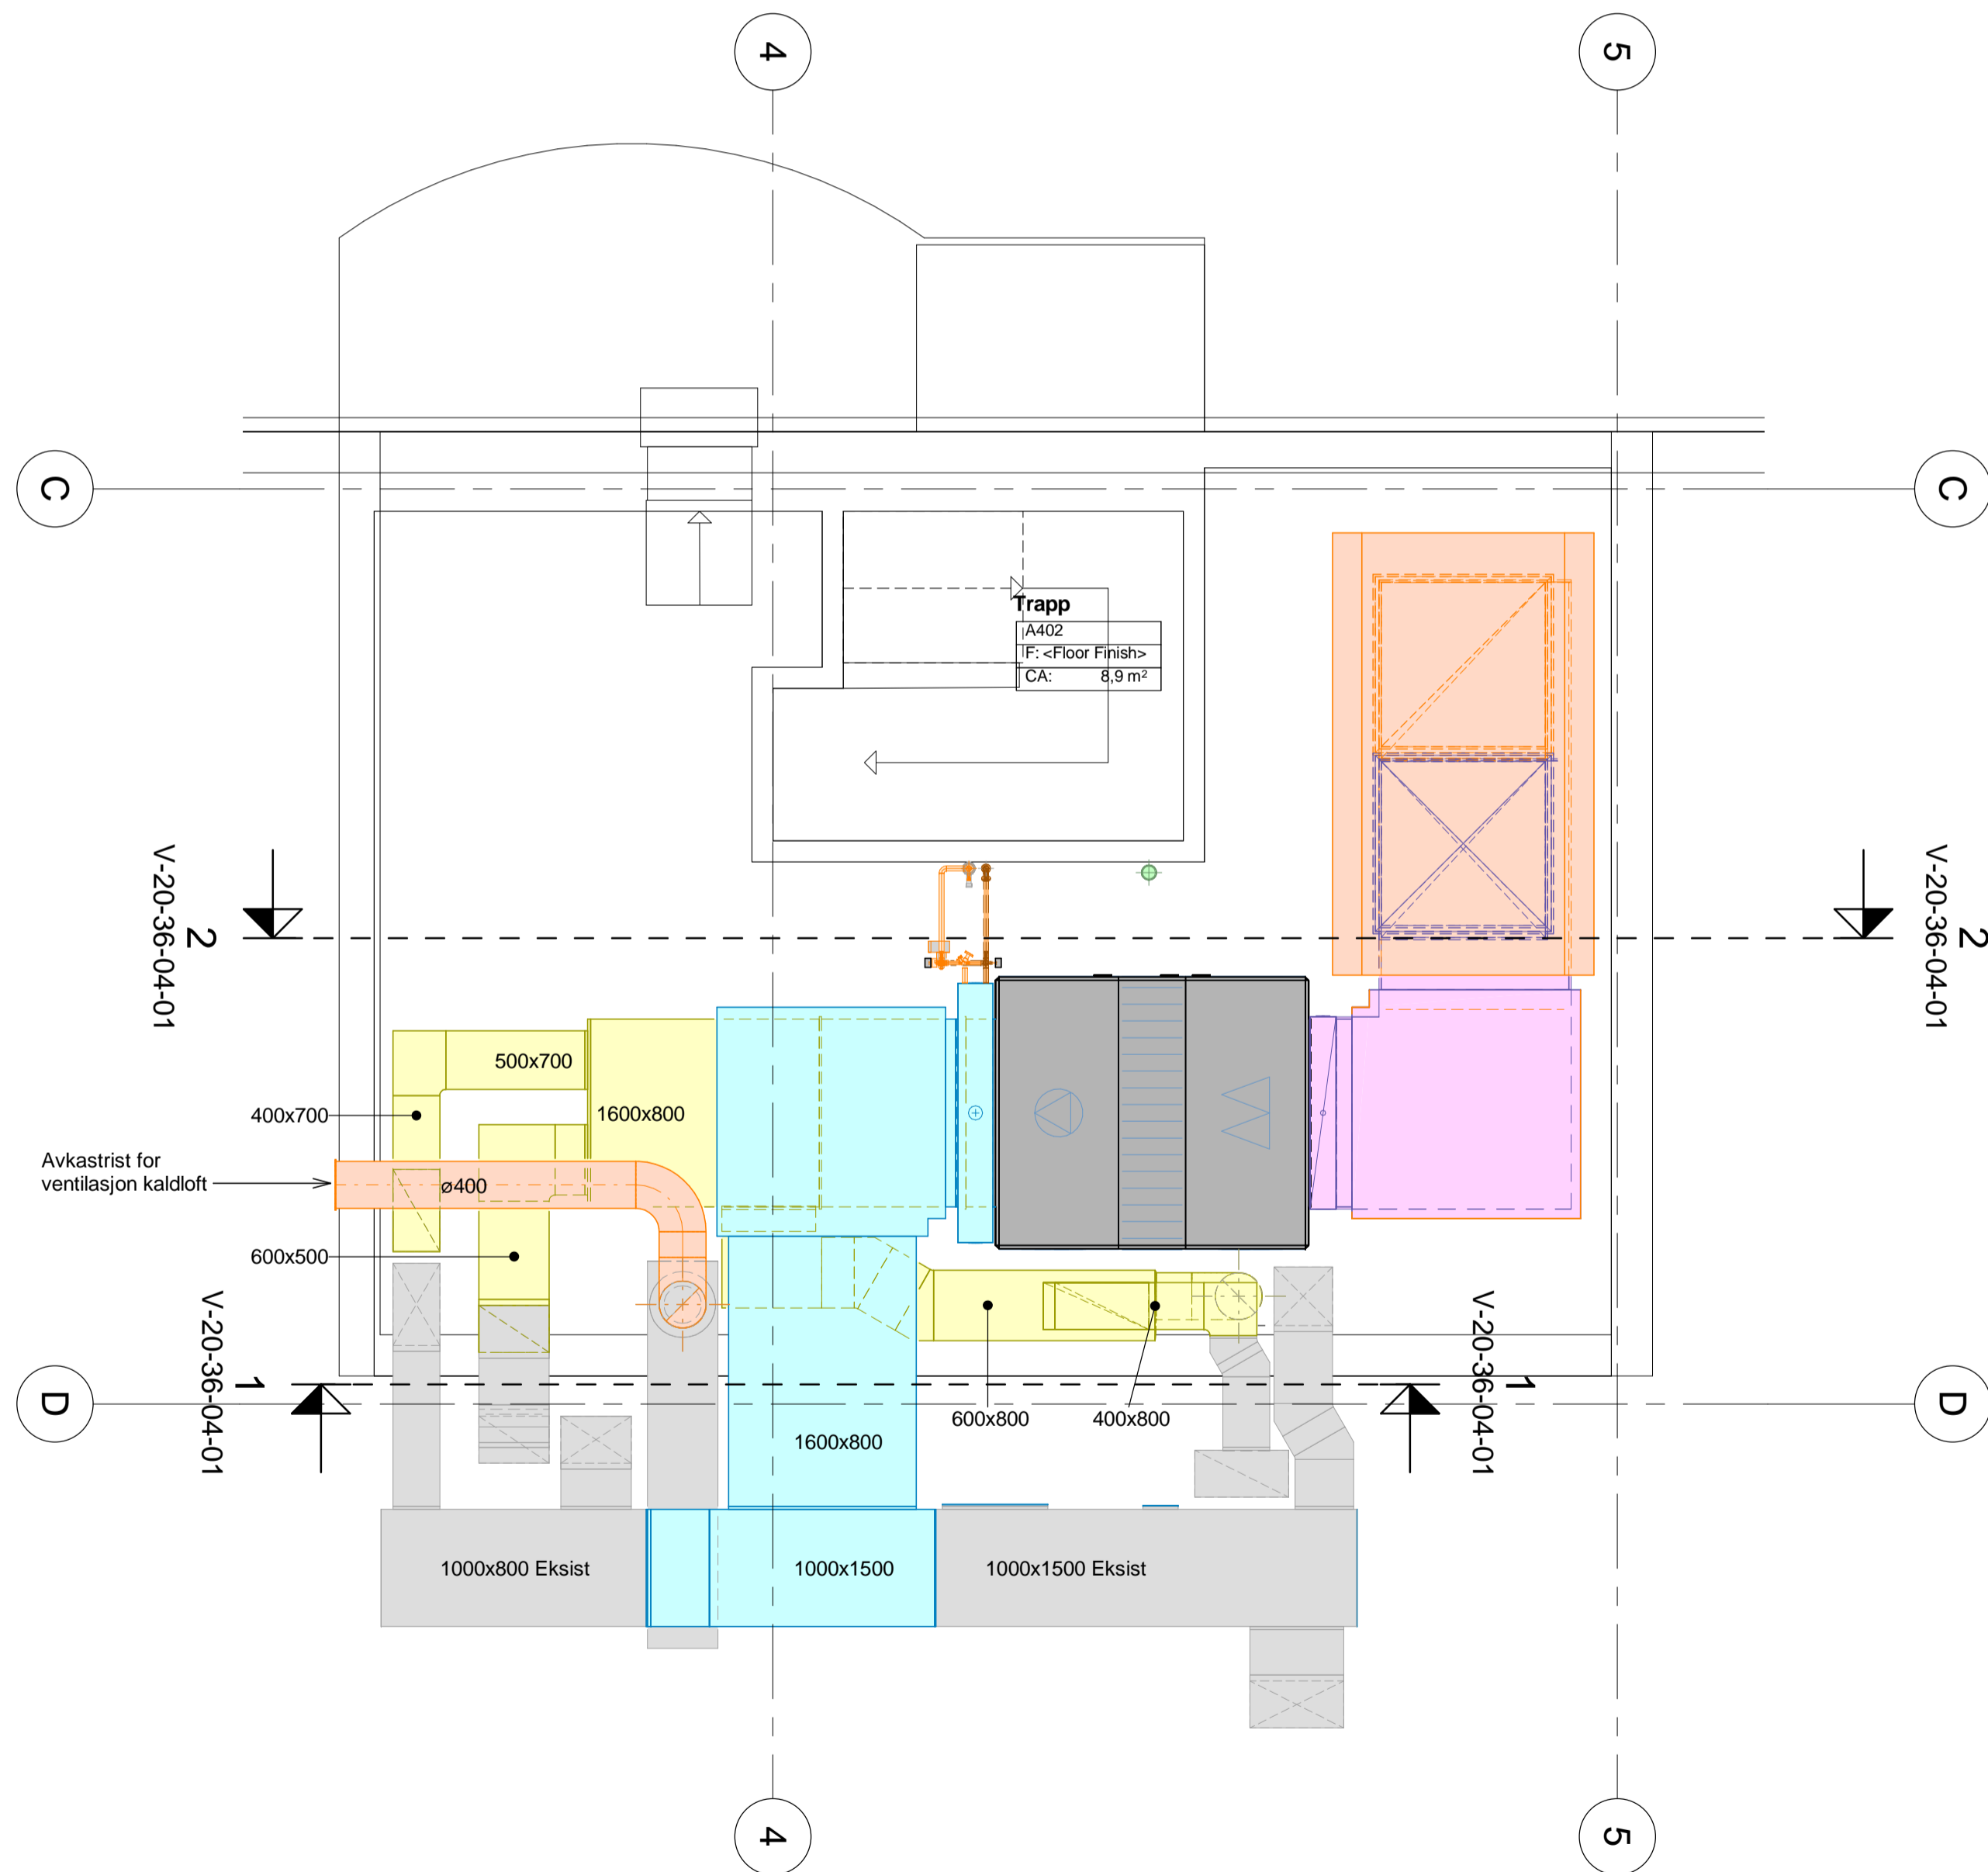 4
5
C
C
Trapp
A402
F: <Floor Finish>
CA: 8,9 m²
V-20-36-04-01
2
V-20-36-04-01
2
500x700
400x700
1600x800
Avkastrist for
ventilasjon kaldloft
ø400
600x500
V-20-36-04-01
1
V-20-36-04-01
1
D
D
600x800
400x800
1600x800
1000x800 Eksist
1000x1500
1000x1500 Eksist
4
5